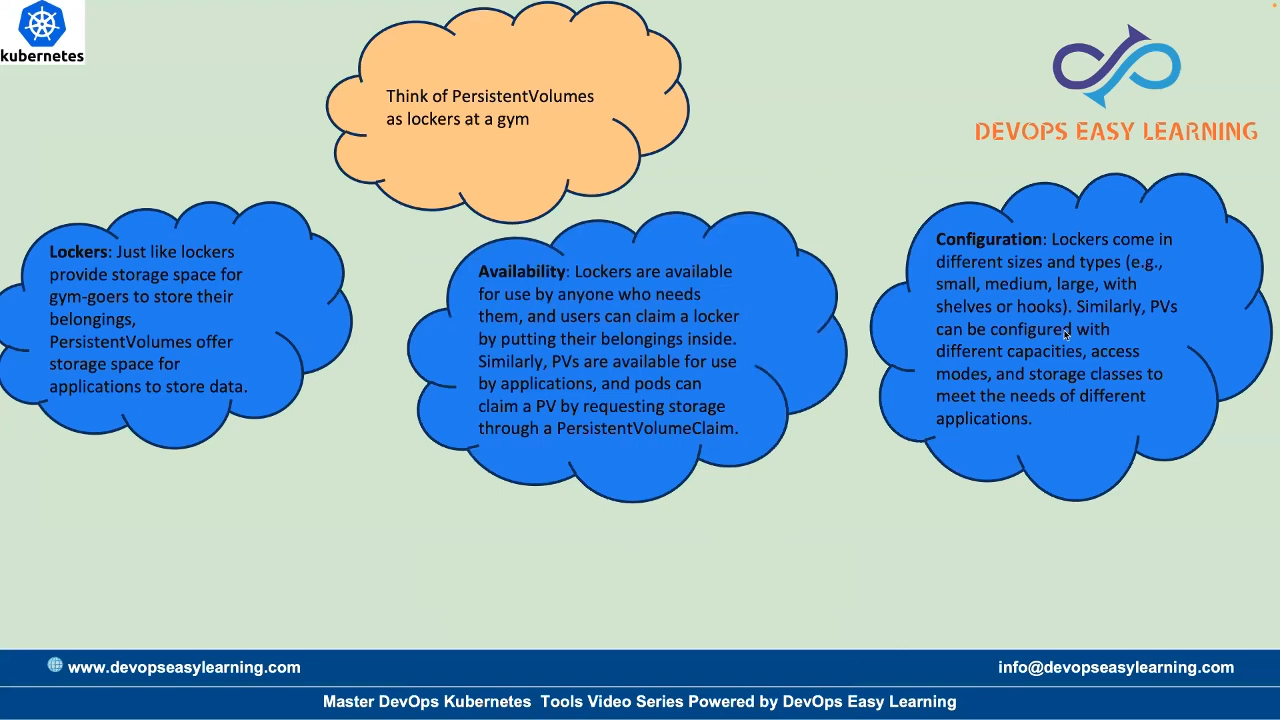 kubernetes
Think of PersistentVolumes
as lockers at a gym
DEVOPS EASY LEARNING
Lockers: Just like lockers
provide storage space for
gym-goers to store their
belongings,
PersistentVolumes offer
storage space for
applications to store data.
Availability: Lockers are available
for use by anyone who needs
them, and users can claim a locker
by putting their belongings inside.
Similarly, PVs are available for use
by applications, and pods can
claim a PV by requesting storage
through a PersistentVolumeClaim.
Configuration: Lockers come in
different sizes and types (e.g.,
small, medium, large, with
shelves or hooks). Similarly, PVs
can be configured with
different capacities, access
modes, and storage classes to
meet the needs of different
applications.
www.devopseasylearning.com
info@devopseasylearning.com
Master DevOps Kubernetes  Tools Video Series Powered by DevOps Easy Learning